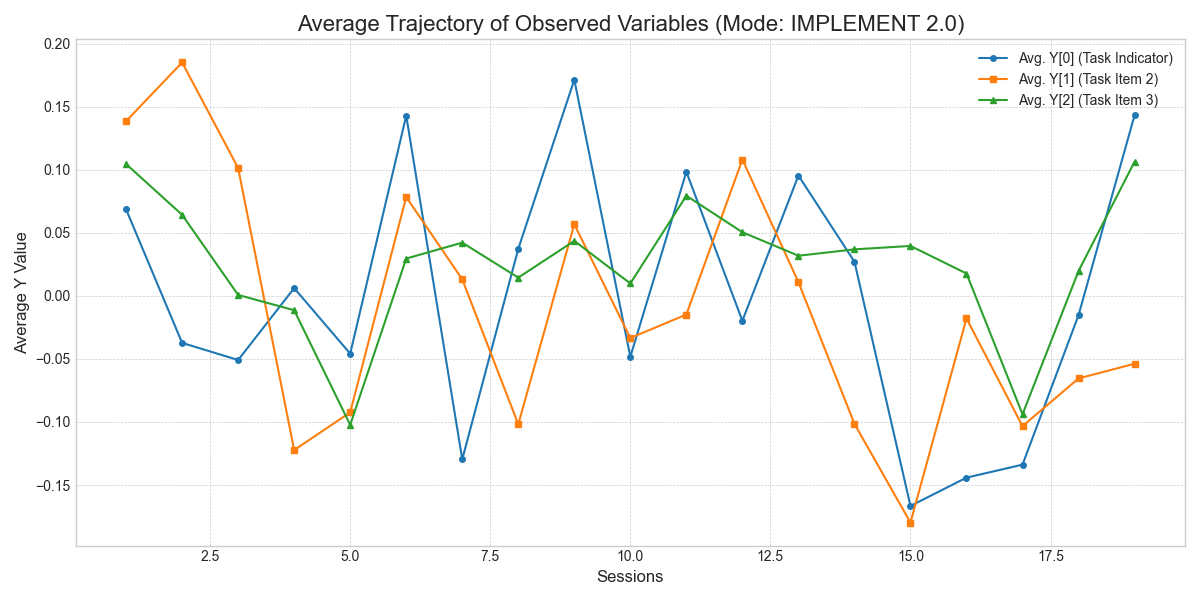 Average Trajectory of Observed Variables (Mode: IMPLEMENT 2.0)
Avg. Y[0] (Task Indicator)
Avg. Y[1] (Task Item 2)
Avg. Y[2] (Task Item 3)
Average Y Value
0.20
0.15
0.10
0.05
0.00
−0.05
−0.10
−0.15
2.5 5.0 7.5 10.0 12.5 15.0 17.5
Sessions